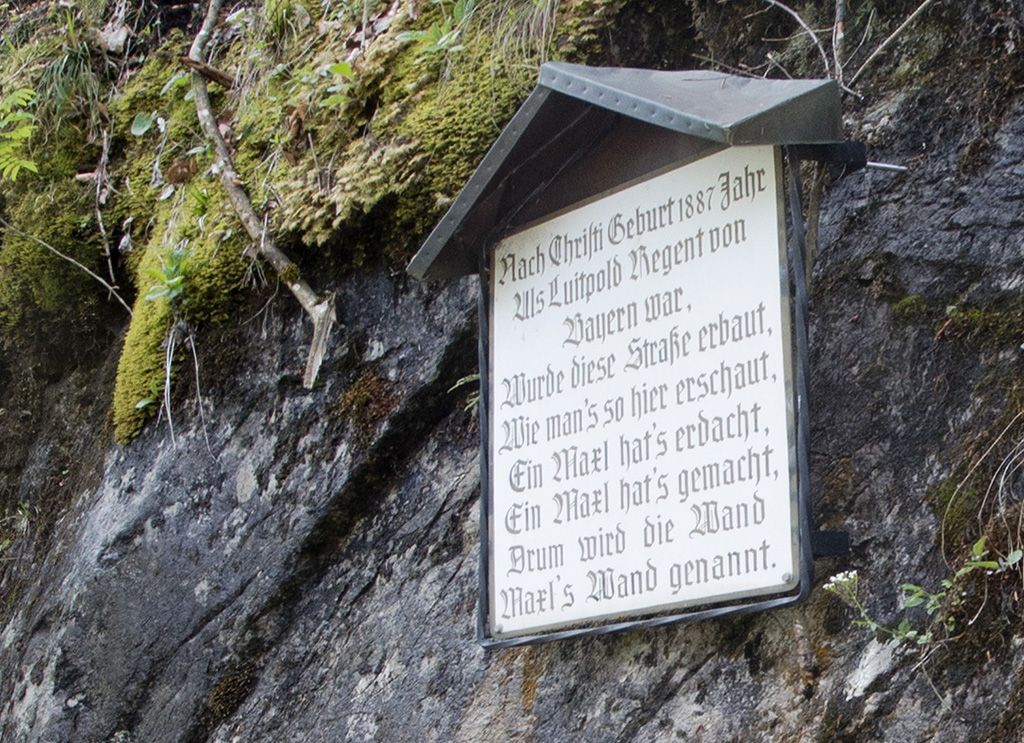 Nach Christi Geburt 1887 Jahr
Als Luitpold Regent von
Bayern war,
Wurde diese Straße erbaut,
Wie man's so hier erschaut,
Ein Maxl hat's erdacht,
Ein Maxl hat's gemacht,
Drum wird die Wand
Maxl's Wand genannt.